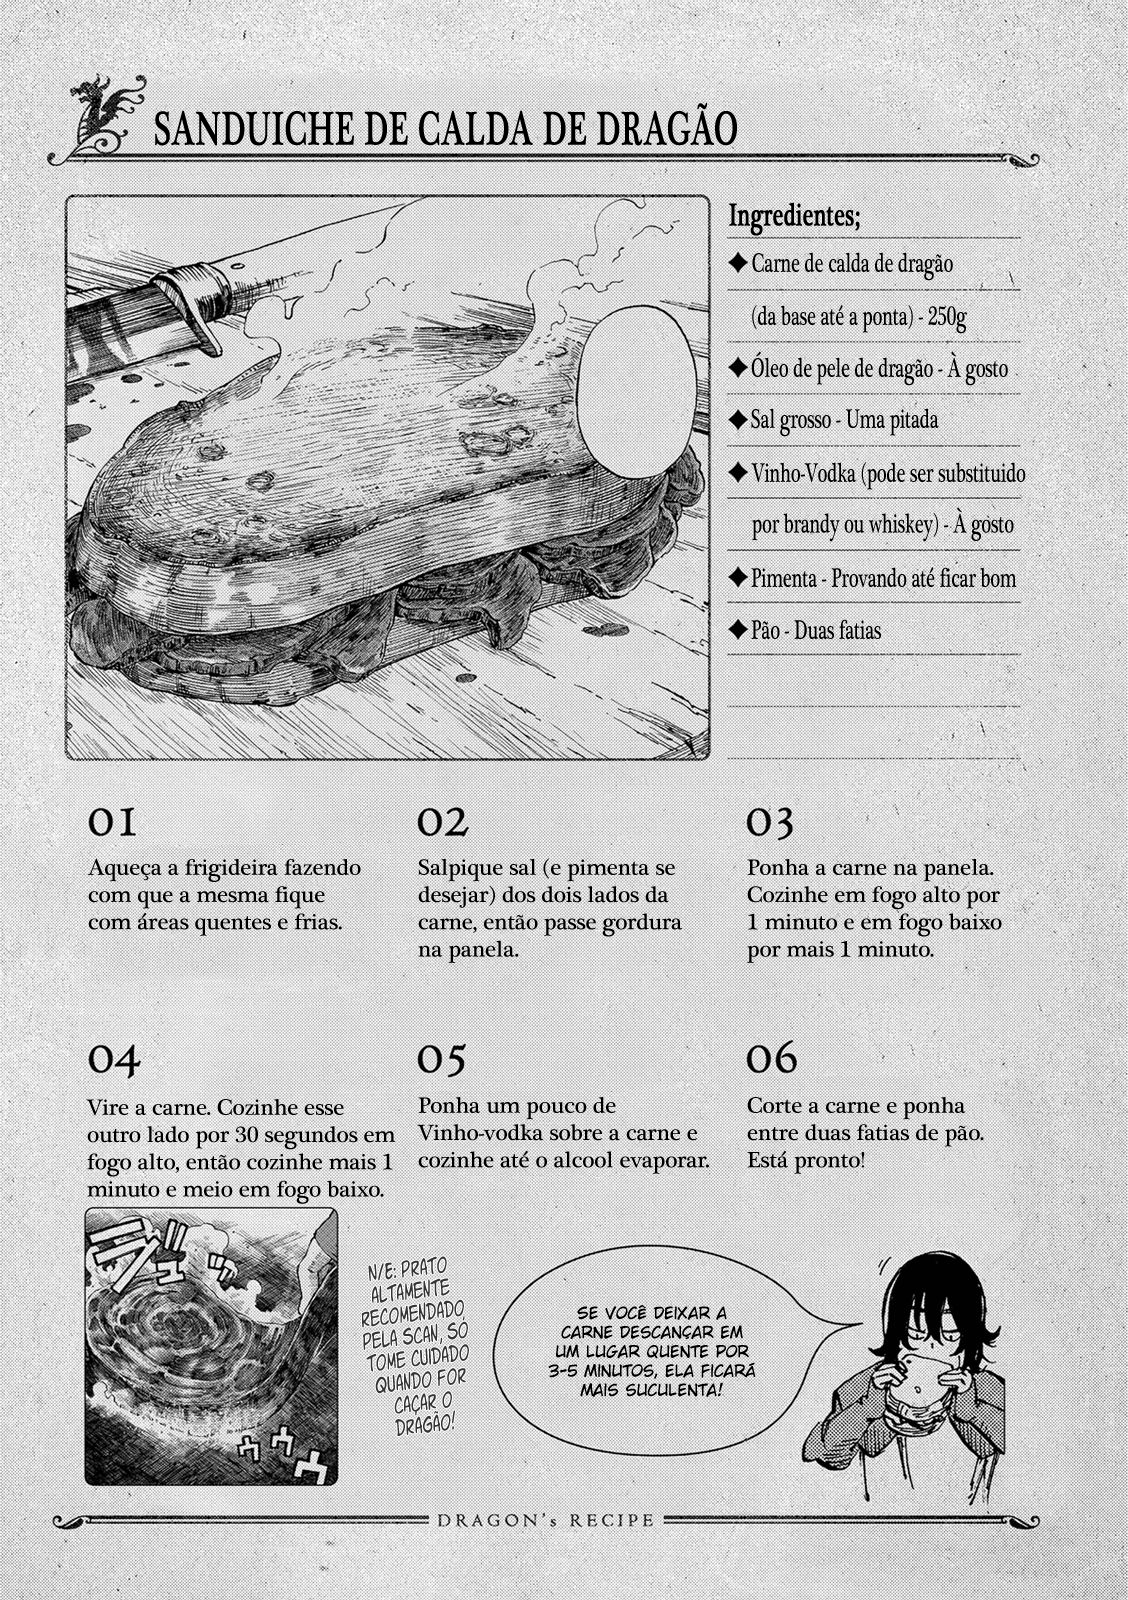 SANDUICHE DE CALDA DE DRAGÃO
Ingredientes;
◆Carne de calda de dragão
(da base até a ponta) - 250g
◆Óleo de pele de dragão - À gosto
◆Sal grosso - Uma pitada
◆Vinho-Vodka (pode ser substituido
por brandy ou whiskey) - À gosto
◆Pimenta - Provando até ficar bom
◆Pão - Duas fatias
01
Aqueça a frigideira fazendo
com que a mesma fique
com áreas quentes e frias.
02
Salpique sal (e pimenta se
desejar) dos dois lados da
carne, então passe gordura
na panela.
03
Ponha a carne na panela.
Cozinhe em fogo alto por
1 minuto e em fogo baixo
por mais 1 minuto.
04
Vire a carne. Cozinhe esse
outro lado por 30 segundos em
fogo alto, então cozinhe mais 1
minuto e meio em fogo baixo.
05
Ponha um pouco de
Vinho-vodka sobre a carne e
cozinhe até o alcool evaporar.
06
Corte a carne e ponha
entre duas fatias de pão.
Está pronto!
ジュウッ
ウウウ
N/E: PRATO
ALTAMENTE
RECOMENDADO
PELA SCAN, SÓ
TOME CUIDADO
QUANDO FOR
CAÇAR O
DRAGÃO!
SE VOCÊ DEIXAR A
CARNE DESCANÇAR EM
UM LUGAR QUENTE POR
3-5 MINUTOS, ELA FICARÁ
MAIS SUCULENTA!
DRAGON's RECIPE